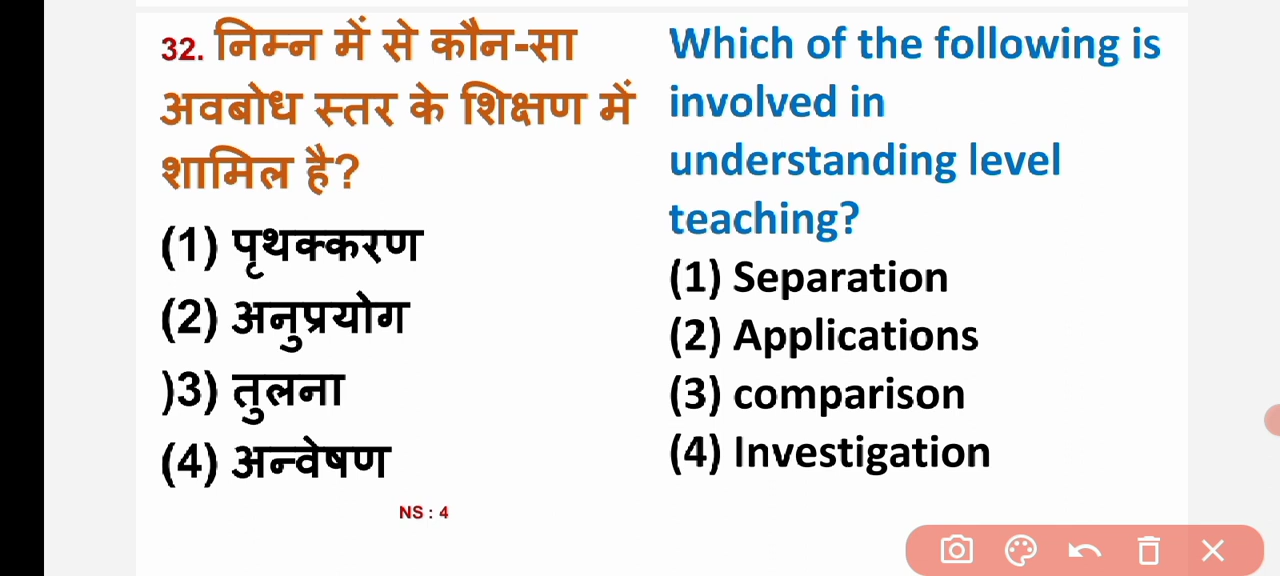 32. निम्न में से कौन-सा
अवबोध स्तर के शिक्षण में
शामिल है?
(1) पृथक्करण
(2) अनुप्रयोग
)3) तुलना
(4) अन्वेषण
Which of the following is
involved in
understanding level
teaching?
(1) Separation
(2) Applications
(3) comparison
(4) Investigation
NS : 4